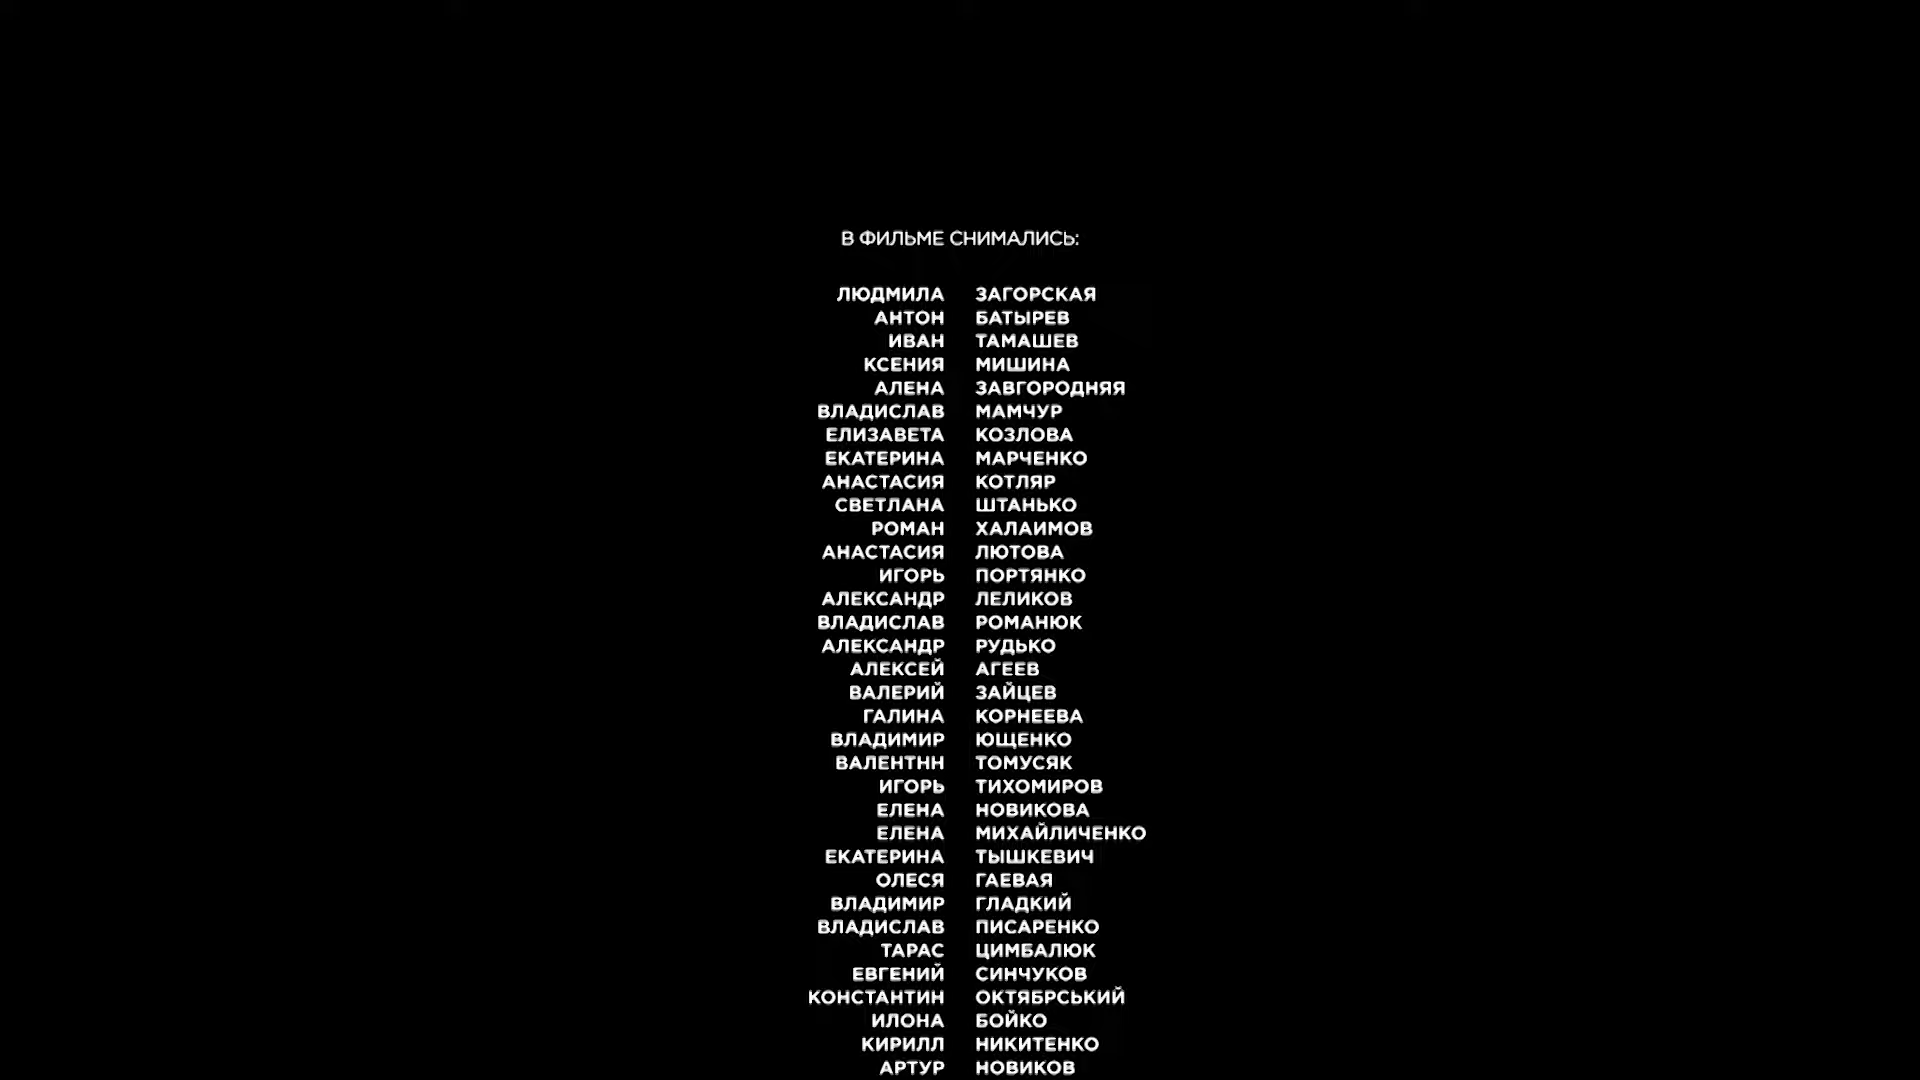 В ФИЛЬМЕ СНИМАЛИСЬ:
ЛЮДМИЛА ЗАГОРСКАЯ
АНТОН БАТЫРЕВ
ИВАН ТАМАШЕВ
КСЕНИЯ МИШИНА
АЛЕНА ЗАВГОРОДНЯЯ
ВЛАДИСЛАВ МАМЧУР
ЕЛИЗАВЕТА КОЗЛОВА
ЕКАТЕРИНА МАРЧЕНКО
АНАСТАСИЯ КОТЛЯР
СВЕТЛАНА ШТАНЬКО
РОМАН ХАЛАИМОВ
АНАСТАСИЯ ЛЮТОВА
ИГОРЬ ПОРТЯНКО
АЛЕКСАНДР ЛЕЛИКОВ
ВЛАДИСЛАВ РОМАНЮК
АЛЕКСАНДР РУДЬКО
АЛЕКСЕЙ АГЕЕВ
ВАЛЕРИЙ ЗАЙЦЕВ
ГАЛИНА КОРНЕЕВА
ВЛАДИМИР ЮЩЕНКО
ВАЛЕНТНН ТОМУСЯК
ИГОРЬ ТИХОМИРОВ
ЕЛЕНА НОВИКОВА
ЕЛЕНА МИХАЙЛИЧЕНКО
ЕКАТЕРИНА ТЫШКЕВИЧ
ОЛЕСЯ ГАЕВАЯ
ВЛАДИМИР ГЛАДКИЙ
ВЛАДИСЛАВ ПИСАРЕНКО
ТАРАС ЦИМБАЛЮК
ЕВГЕНИЙ СИНЧУКОВ
КОНСТАНТИН ОКТЯБРСЬКИЙ
ИЛОНА БОЙКО
КИРИЛЛ НИКИТЕНКО
АРТУР НОВИКОВ